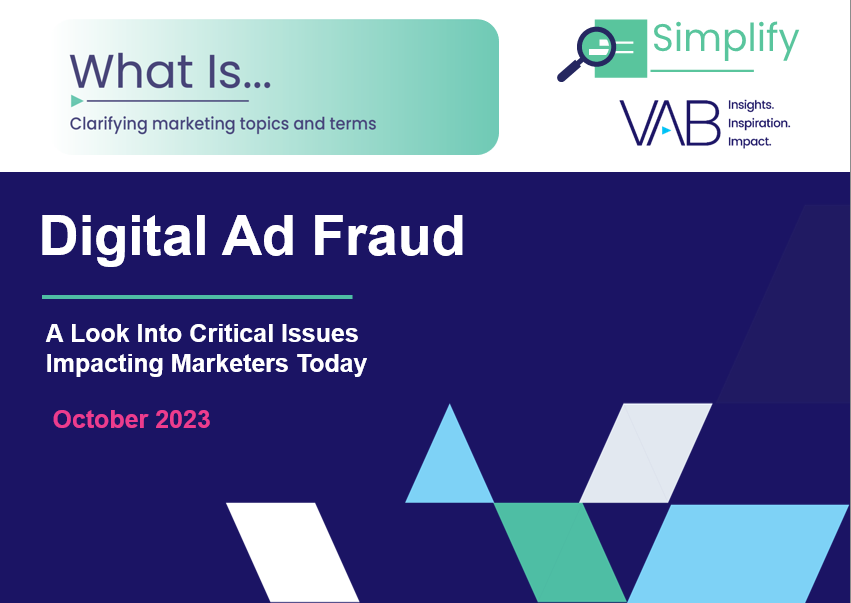 What Is...
Clarifying marketing topics and terms
Simplify
VAB
Insights.
Inspiration.
Impact.
Digital Ad Fraud
A Look Into Critical Issues
Impacting Marketers Today
October 2023